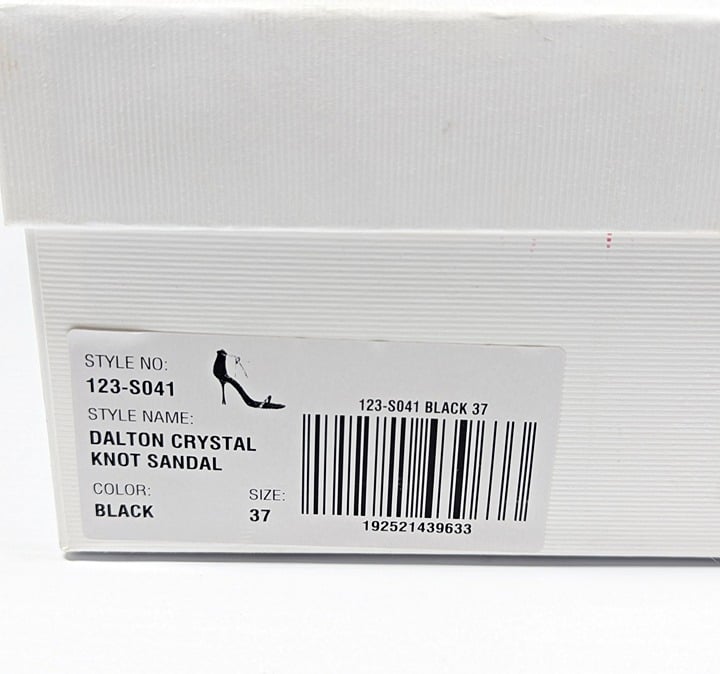 STYLE NO:
123-S041
STYLE NAME:
DALTON CRYSTAL
KNOT SANDAL
COLOR:
BLACK
SIZE:
37
123-S041 BLACK 37
192521439633